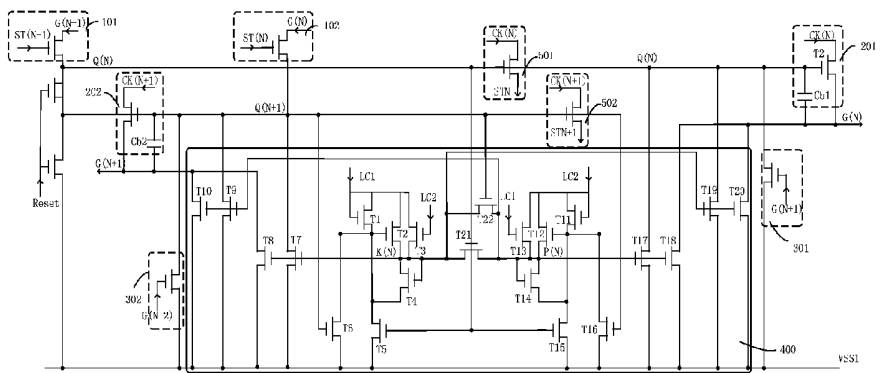 G(N-1)
101
ST(N-1)
G(N)
102
ST(N)
CK(N)
501
STN
CK(N)
T2
201
Cb1
G(N)
Q(N)
Q(N)
CK(N+1)
202
Cb2
Q(N+1)
CK(N+1)
502
STN+1
G(N+1)
Reset
T10
T9
LC1
LC2
T1
T2
T3
T22
LC1
LC2
T11
T12
T13
T19
T20
G(N+1)
301
T8
T7
K(N)
T21
P(N)
T17
T18
T4
T14
302
G(N-2)
T6
T5
T15
T16
400
VSS1